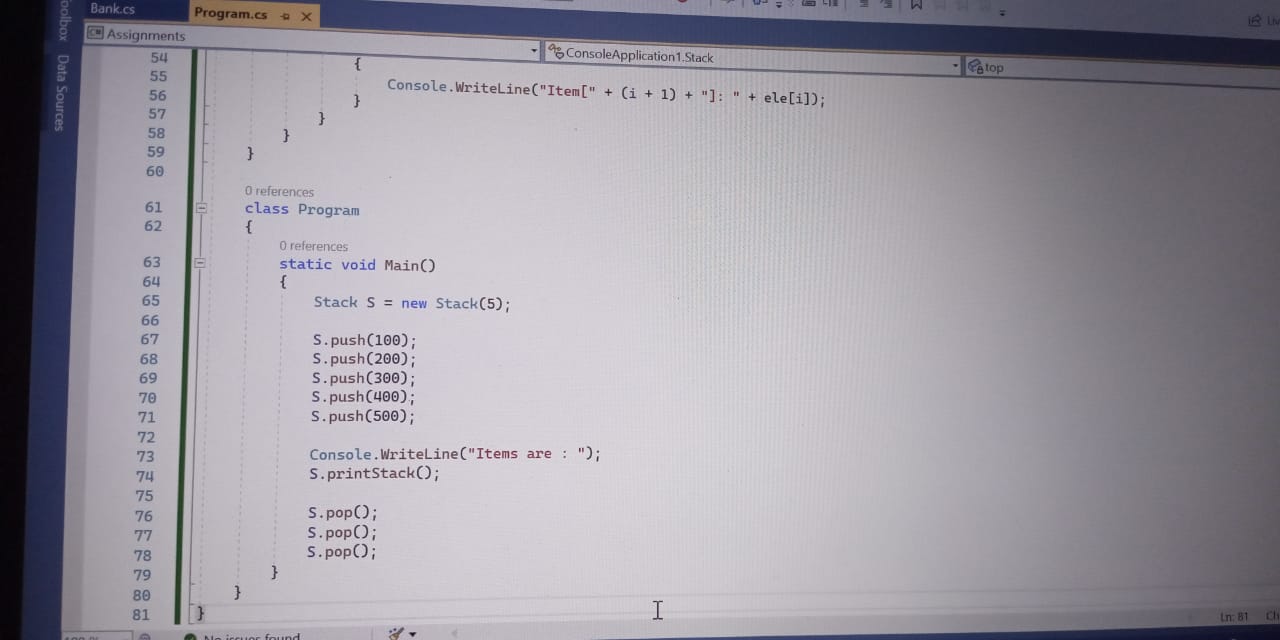 Bank.cs
Program.cs
Assignments
ConsoleApplication1.Stack
top
Data Sources
54 {
55 Console.WriteLine("Item[" + (i + 1) + "]: " + ele[i]);
56 }
57 }
58 }
59 }
60
0 references
61 class Program
62 {
0 references
63 static void Main()
64 {
65 Stack S = new Stack(5);
66
67 S.push(100);
68 S.push(200);
69 S.push(300);
70 S.push(400);
71 S.push(500);
72
73 Console.WriteLine("Items are : ");
74 S.printStack();
75
76 S.pop();
77 S.pop();
78 S.pop();
79 }
80 }
81 }
Ln: 81
No issues found